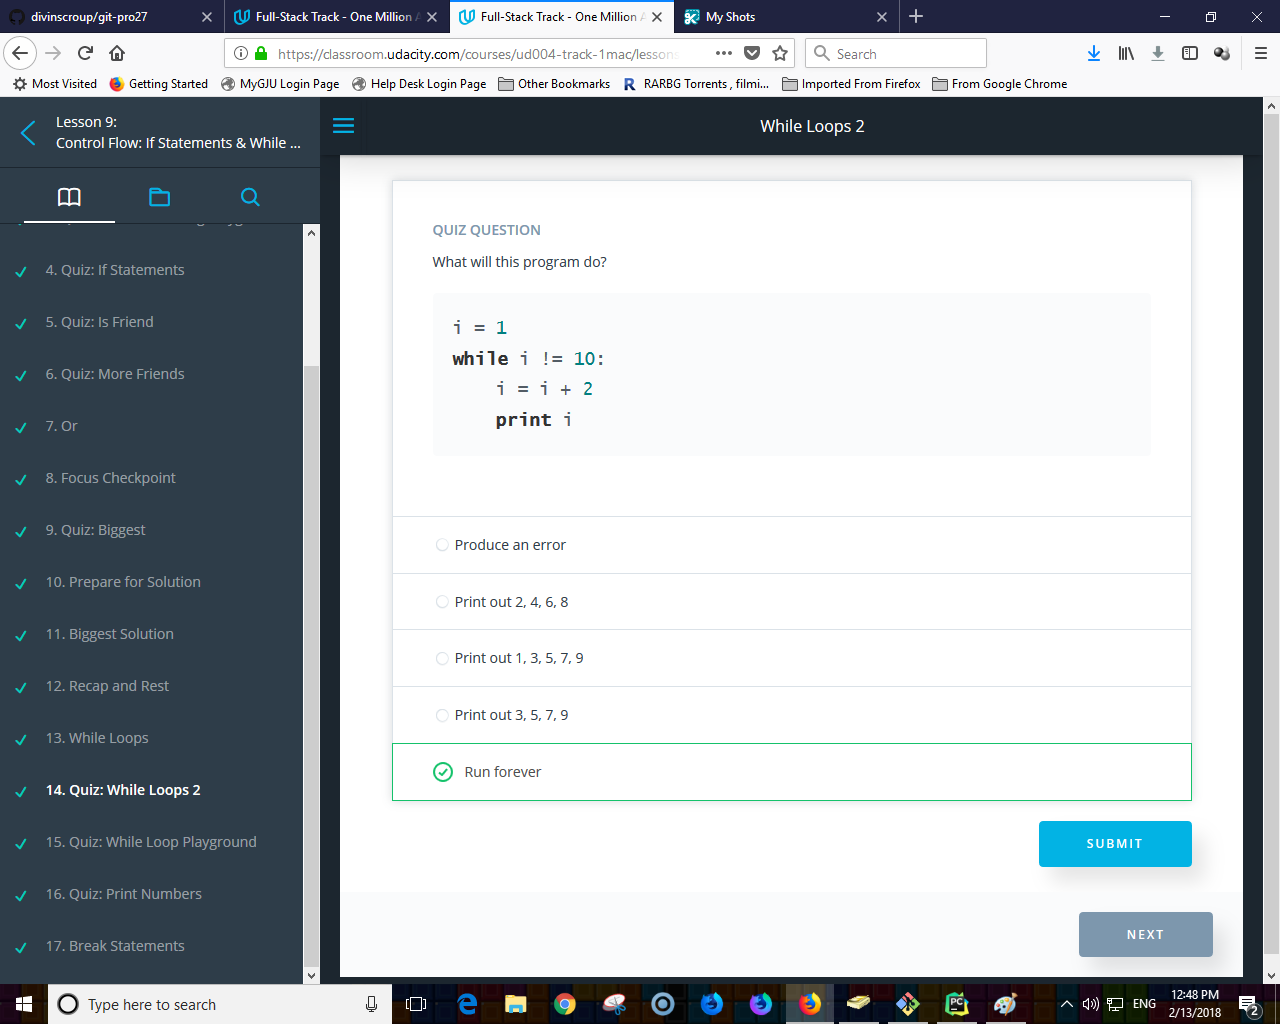 divinscroup/git-pro27
Full-Stack Track - One Million A
Full-Stack Track - One Million A
My Shots
https://classroom.udacity.com/courses/ud004-track-1mac/lessons
Search
Most Visited
Getting Started
MyGJU Login Page
Help Desk Login Page
Other Bookmarks
R RARBG Torrents , filmi...
Imported From Firefox
From Google Chrome
Lesson 9:
Control Flow: If Statements & While ...
While Loops 2
4. Quiz: If Statements
5. Quiz: Is Friend
6. Quiz: More Friends
7. Or
8. Focus Checkpoint
9. Quiz: Biggest
10. Prepare for Solution
11. Biggest Solution
12. Recap and Rest
13. While Loops
14. Quiz: While Loops 2
15. Quiz: While Loop Playground
16. Quiz: Print Numbers
17. Break Statements
QUIZ QUESTION
What will this program do?
i = 1
while i != 10:
    i = i + 2
    print i
Produce an error
Print out 2, 4, 6, 8
Print out 1, 3, 5, 7, 9
Print out 3, 5, 7, 9
Run forever
SUBMIT
NEXT
Type here to search
PC
ENG
12:48 PM
2/13/2018
2